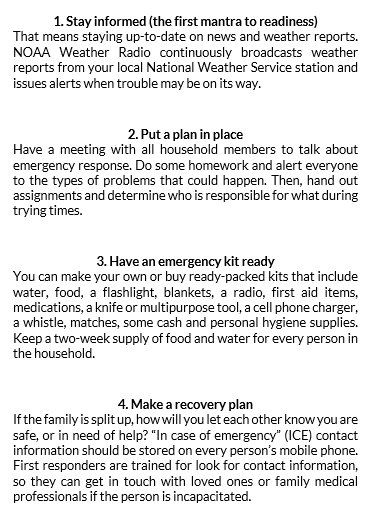 1. Stay informed (the first mantra to readiness)
That means staying up-to-date on news and weather reports.
NOAA Weather Radio continuously broadcasts weather
reports from your local National Weather Service station and
issues alerts when trouble may be on its way.
2. Put a plan in place
Have a meeting with all household members to talk about
emergency response. Do some homework and alert everyone
to the types of problems that could happen. Then, hand out
assignments and determine who is responsible for what during
trying times.
3. Have an emergency kit ready
You can make your own or buy ready-packed kits that include
water, food, a flashlight, blankets, a radio, first aid items,
medications, a knife or multipurpose tool, a cell phone charger,
a whistle, matches, some cash and personal hygiene supplies.
Keep a two-week supply of food and water for every person in
the household.
4. Make a recovery plan
If the family is split up, how will you let each other know you are
safe, or in need of help? “In case of emergency” (ICE) contact
information should be stored on every person’s mobile phone.
First responders are trained for look for contact information,
so they can get in touch with loved ones or family medical
professionals if the person is incapacitated.